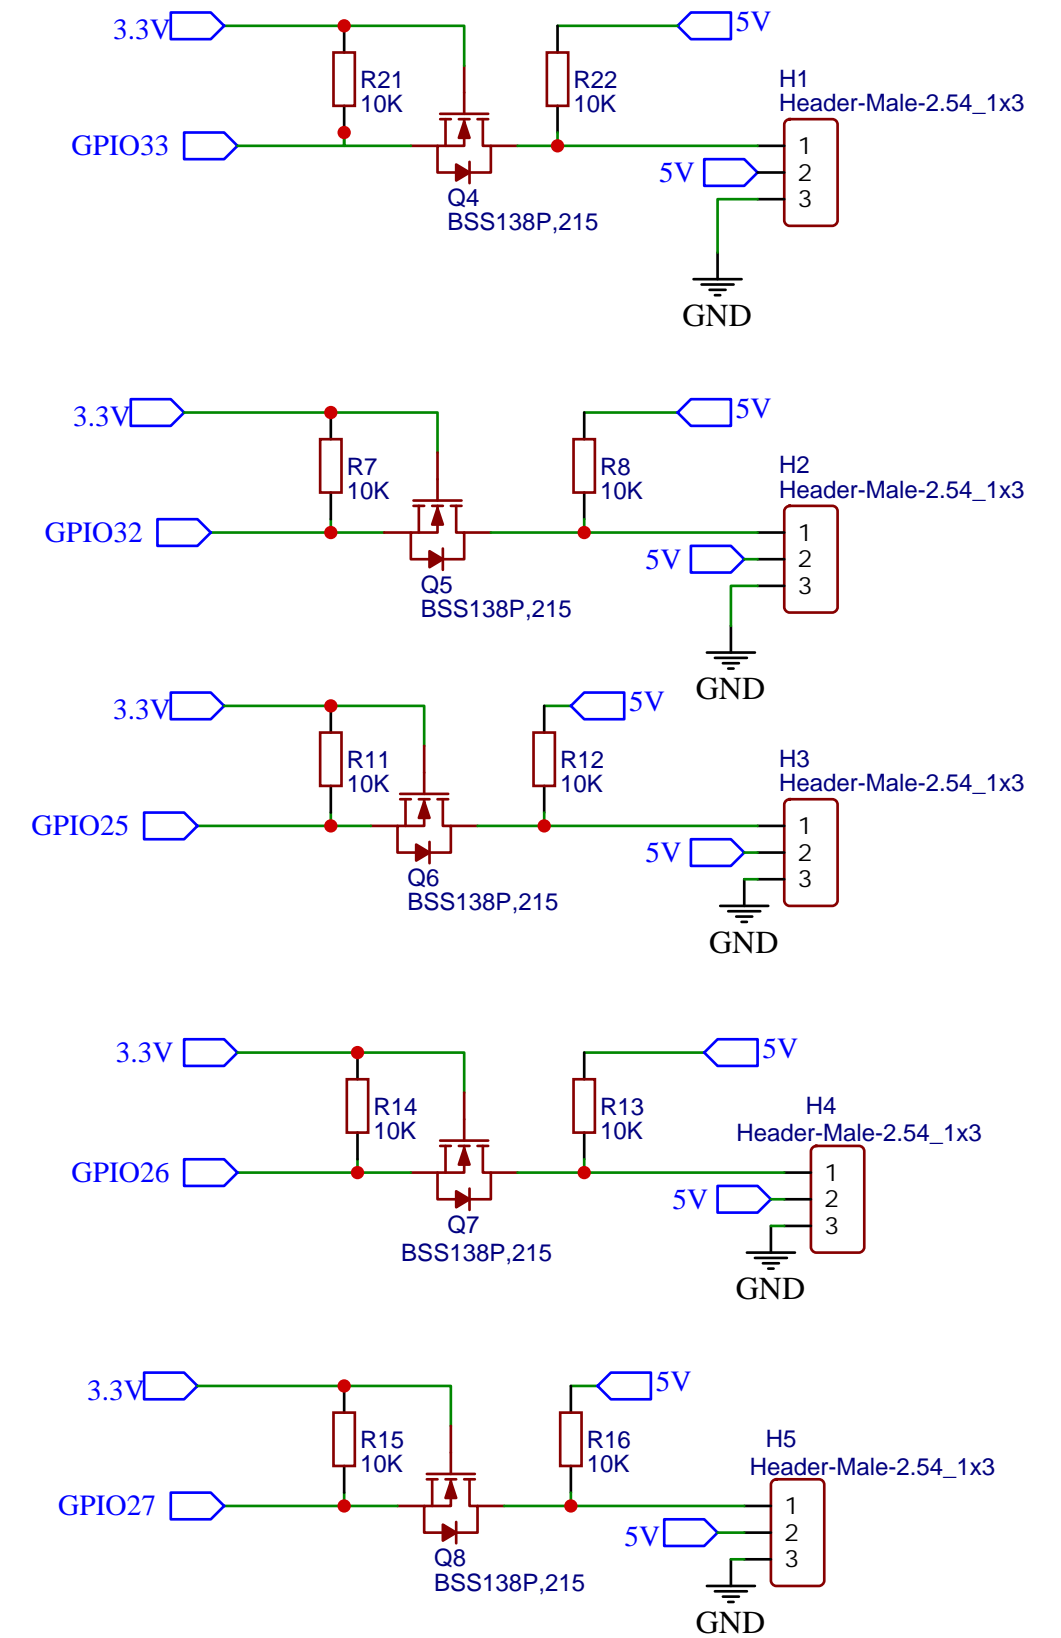 3.3V
5V
R21
10K
R22
10K
H1
Header-Male-2.54_1x3
GPIO33
1
5V
2
3
Q4
BSS138P,215
GND
3.3V
5V
R7
10K
R8
10K
H2
Header-Male-2.54_1x3
GPIO32
1
5V
2
3
Q5
BSS138P,215
GND
3.3V
5V
R11
10K
R12
10K
H3
Header-Male-2.54_1x3
GPIO25
1
5V
2
3
Q6
BSS138P,215
GND
3.3V
5V
R14
10K
R13
10K
H4
Header-Male-2.54_1x3
GPIO26
1
5V
2
3
Q7
BSS138P,215
GND
3.3V
5V
R15
10K
R16
10K
H5
Header-Male-2.54_1x3
GPIO27
1
5V
2
3
Q8
BSS138P,215
GND